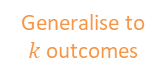 Generalise to
k outcomes